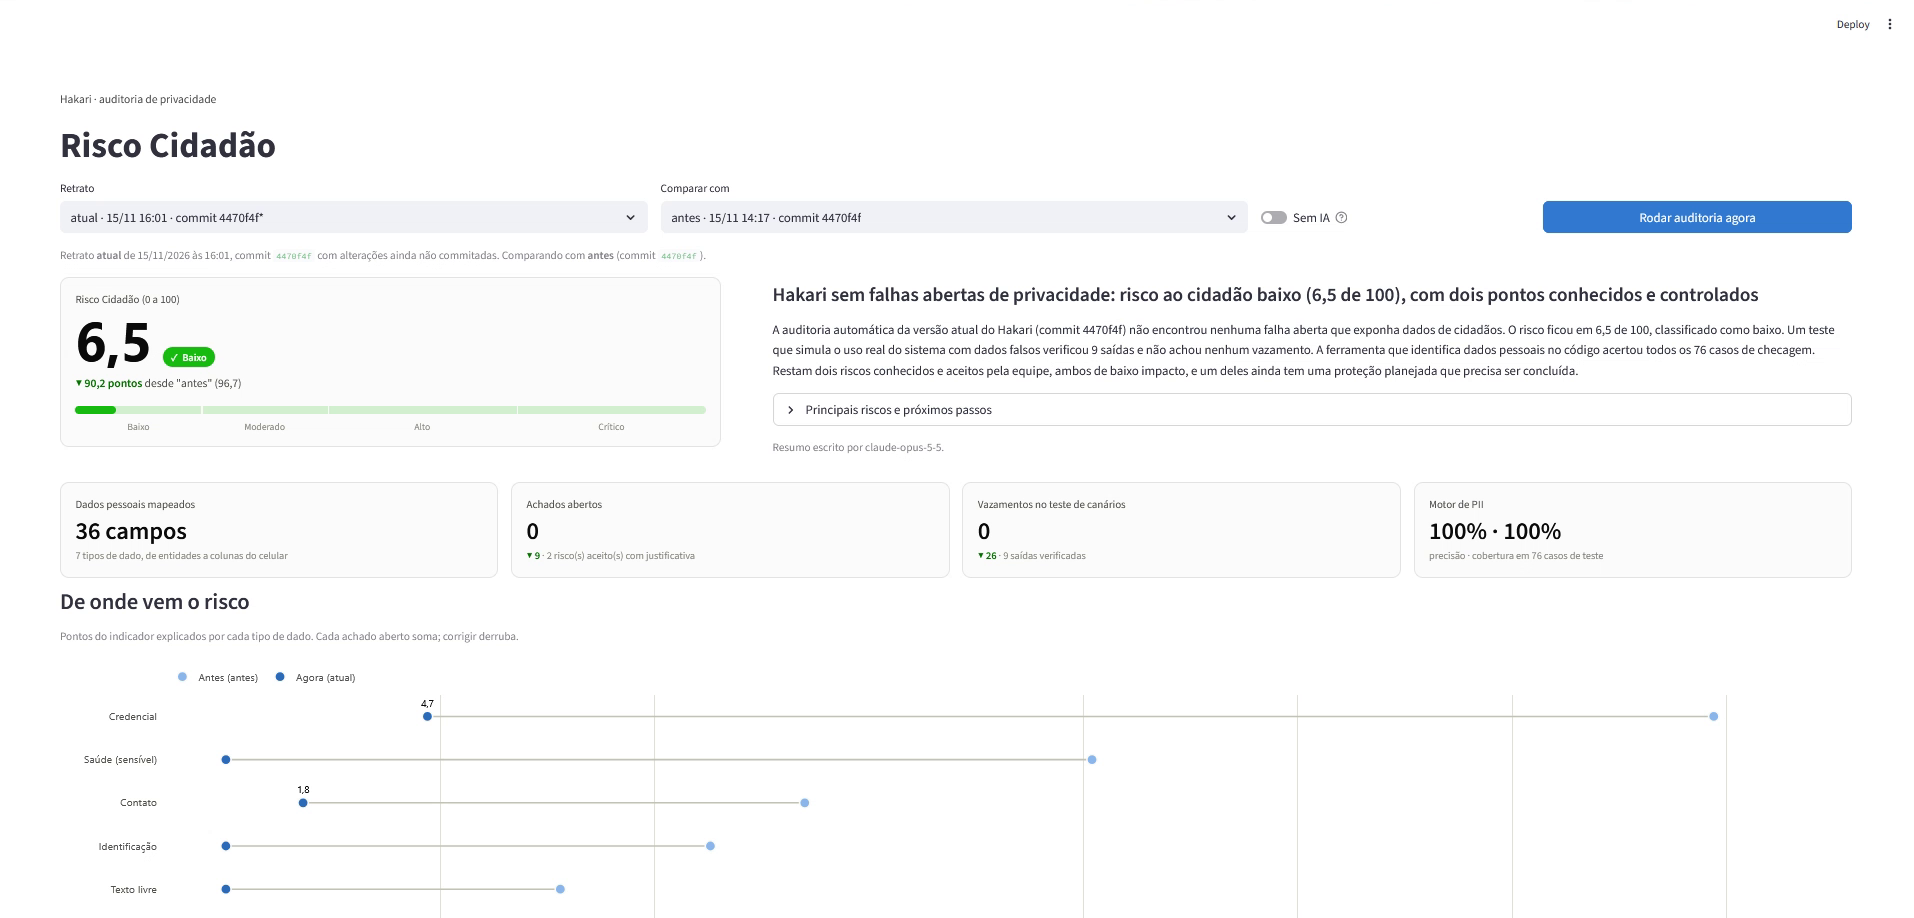 Deploy
Hakari · auditoria de privacidade
Risco Cidadão
Retrato
Comparar com
atual · 15/11 16:01 · commit 4470f4f*
antes · 15/11 14:17 · commit 4470f4f
Sem IA
Rodar auditoria agora
Retrato atual de 15/11/2026 às 16:01, commit 4470f4f com alterações ainda não commitadas. Comparando com antes (commit 4470f4f ).
Risco Cidadão (0 a 100)
6,5
✓ Baixo
▼ 90,2 pontos desde "antes" (96,7)
Baixo
Moderado
Alto
Crítico
Hakari sem falhas abertas de privacidade: risco ao cidadão baixo (6,5 de 100), com dois pontos conhecidos e controlados
A auditoria automática da versão atual do Hakari (commit 4470f4f) não encontrou nenhuma falha aberta que exponha dados de cidadãos. O risco ficou em 6,5 de 100, classificado como baixo. Um teste
que simula o uso real do sistema com dados falsos verificou 9 saídas e não achou nenhum vazamento. A ferramenta que identifica dados pessoais no código acertou todos os 76 casos de checagem.
Restam dois riscos conhecidos e aceitos pela equipe, ambos de baixo impacto, e um deles ainda tem uma proteção planejada que precisa ser concluída.
Principais riscos e próximos passos
Resumo escrito por claude-opus-5-5.
Dados pessoais mapeados
36 campos
7 tipos de dado, de entidades a colunas do celular
Achados abertos
0
▼ 9 · 2 risco(s) aceito(s) com justificativa
Vazamentos no teste de canários
0
▼ 26 · 9 saídas verificadas
Motor de PII
100% · 100%
precisão · cobertura em 76 casos de teste
De onde vem o risco
Pontos do indicador explicados por cada tipo de dado. Cada achado aberto soma; corrigir derruba.
Antes (antes)
Agora (atual)
Credencial
4,7
Saúde (sensível)
Contato
1,8
Identificação
Texto livre